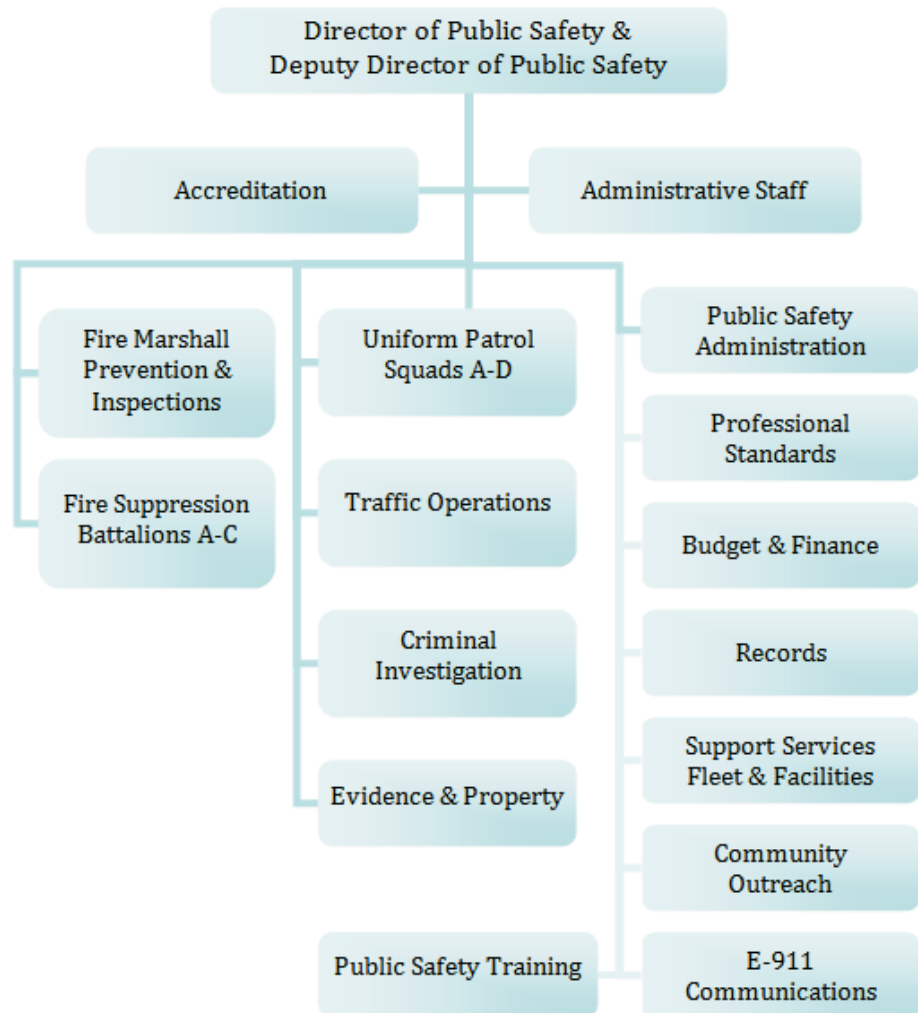 Director of Public Safety &
Deputy Director of Public Safety
Accreditation
Administrative Staff
Fire Marshall
Prevention &
Inspections
Fire Suppression
Battalions A-C
Uniform Patrol
Squads A-D
Traffic Operations
Criminal
Investigation
Evidence & Property
Public Safety
Administration
Professional
Standards
Budget & Finance
Records
Support Services
Fleet & Facilities
Community
Outreach
Public Safety Training
E-911
Communications